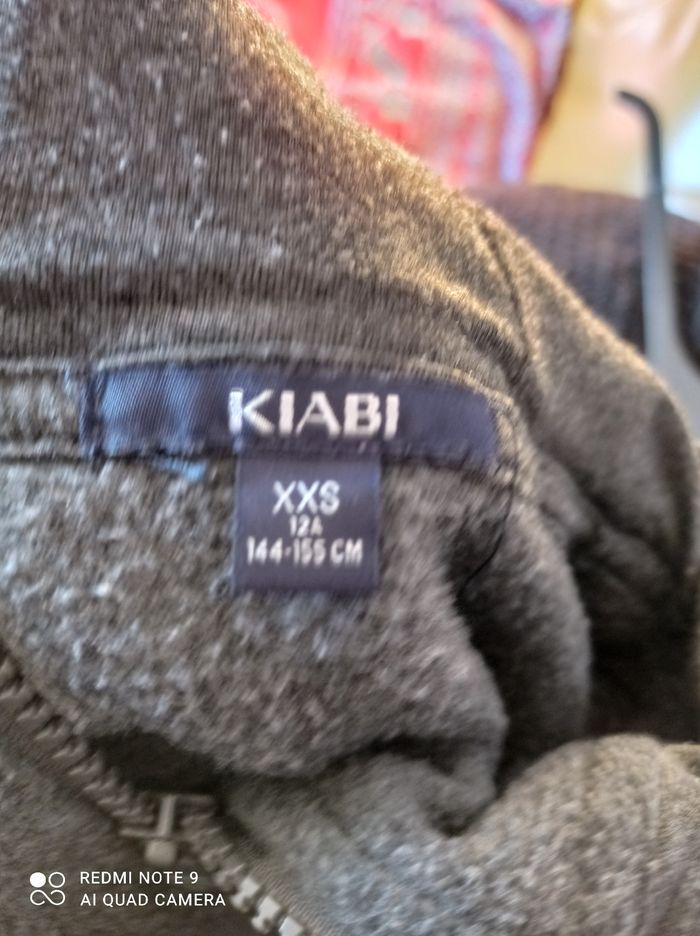 KIABI
XXS
12A
144-155 CM
REDMI NOTE 9
AI QUAD CAMERA